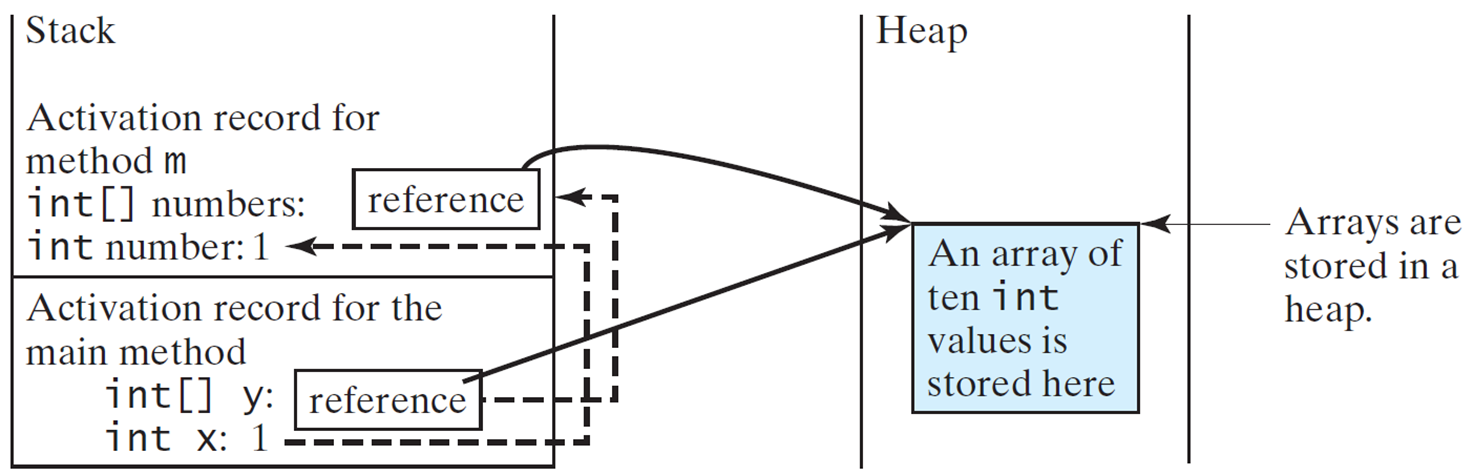 Stack
Activation record for
method m
int[] numbers: reference
int number: 1
Activation record for the
main method
int[] y: reference
int x: 1
Heap
An array of
ten int
values is
stored here
Arrays are
stored in a
heap.